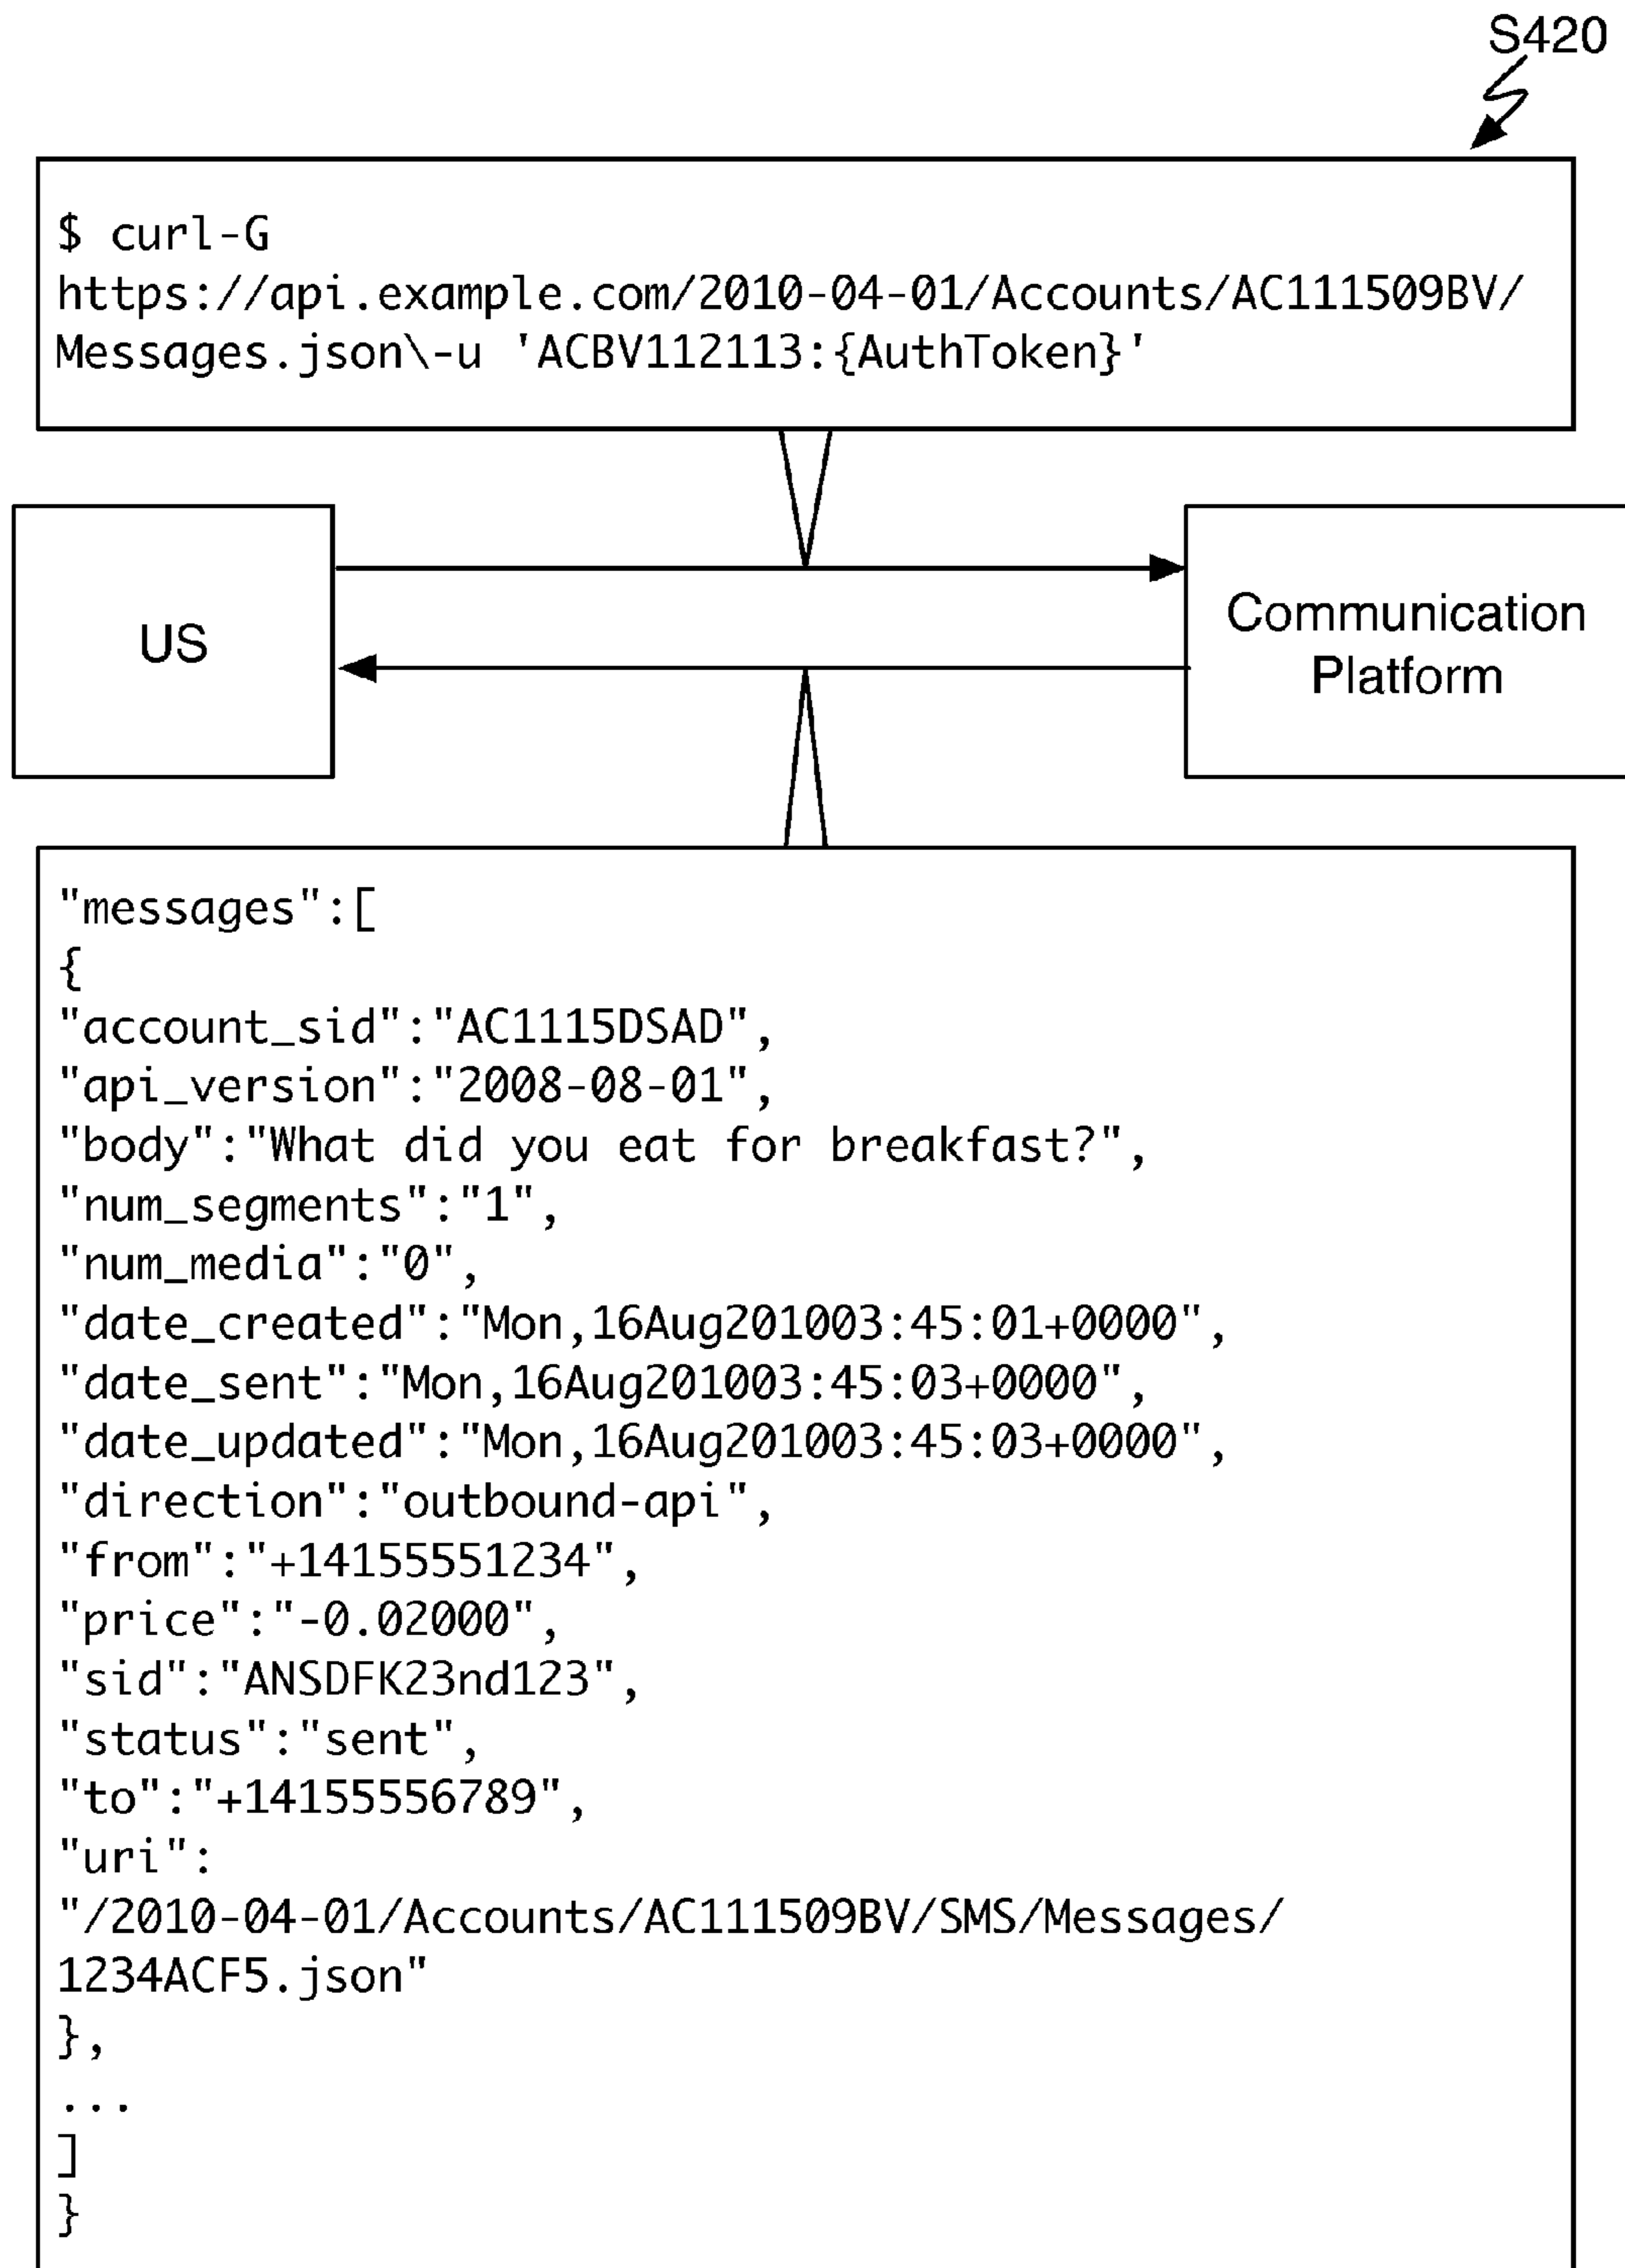 S420
$ curl-G
https://api.example.com/2010-04-01/Accounts/AC111509BV/
Messages.json\-u 'ACBV112113:{AuthToken}'
US
Communication
Platform
"messages":[
{
"account_sid":"AC1115DSAD",
"api_version":"2008-08-01",
"body":"What did you eat for breakfast?",
"num_segments":"1",
"num_media":"0",
"date_created":"Mon,16Aug201003:45:01+0000",
"date_sent":"Mon,16Aug201003:45:03+0000",
"date_updated":"Mon,16Aug201003:45:03+0000",
"direction":"outbound-api",
"from":"+14155551234",
"price":"-0.02000",
"sid":"ANSDFK23nd123",
"status":"sent",
"to":"+14155556789",
"uri":
"/2010-04-01/Accounts/AC111509BV/SMS/Messages/
1234ACF5.json"
},
...
]
}